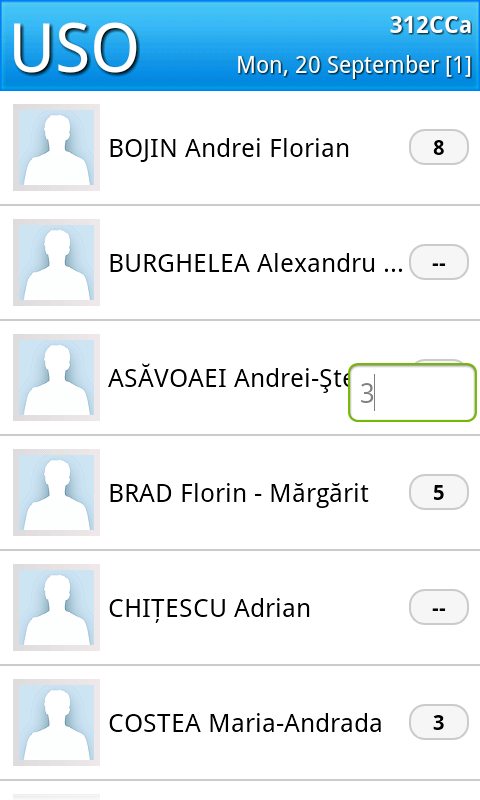 USO
312CCa
Mon, 20 September [1]
BOJIN Andrei Florian 8
BURGHELEA Alexandru ... --
ASĂVOAEI Andrei-Şte 3
BRAD Florin - Mărgărit 5
CHIȚESCU Adrian --
COSTEA Maria-Andrada 3